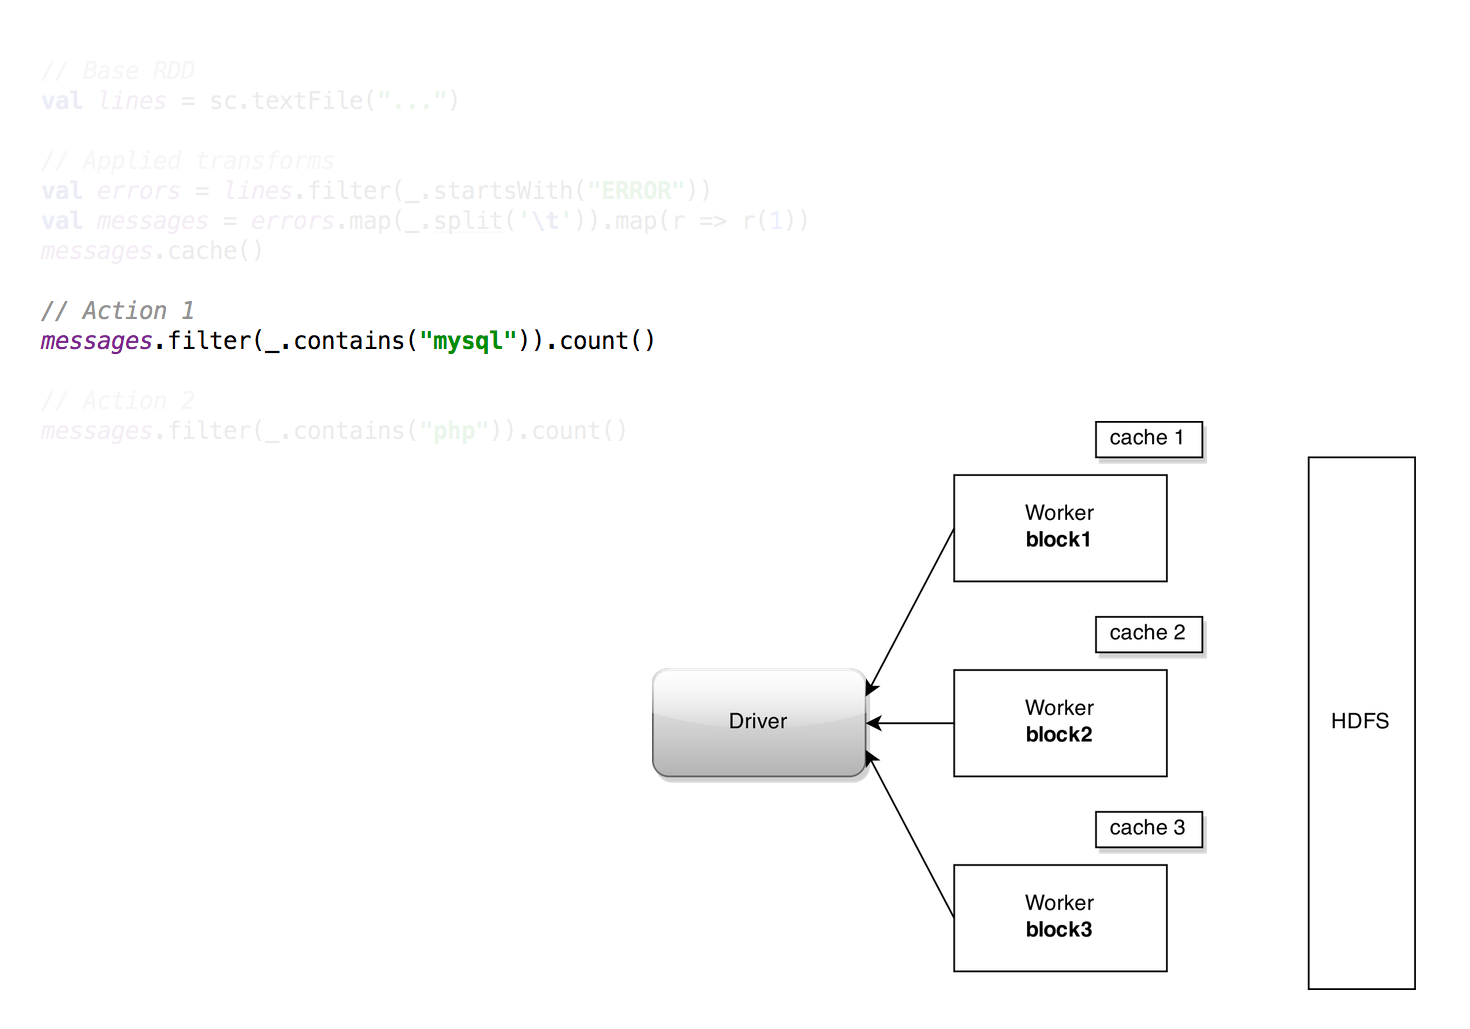 // Base RDD
val lines = sc.textFile("...")
// Applied transforms
val errors = lines.filter(_.startsWith("ERROR"))
val messages = errors.map(_.split('\t')).map(r => r(1))
messages.cache()
// Action 1
messages.filter(_.contains("mysql")).count()
// Action 2
messages.filter(_.contains("php")).count()
cache 1
Worker
block1
cache 2
Worker
block2
Driver
HDFS
cache 3
Worker
block3